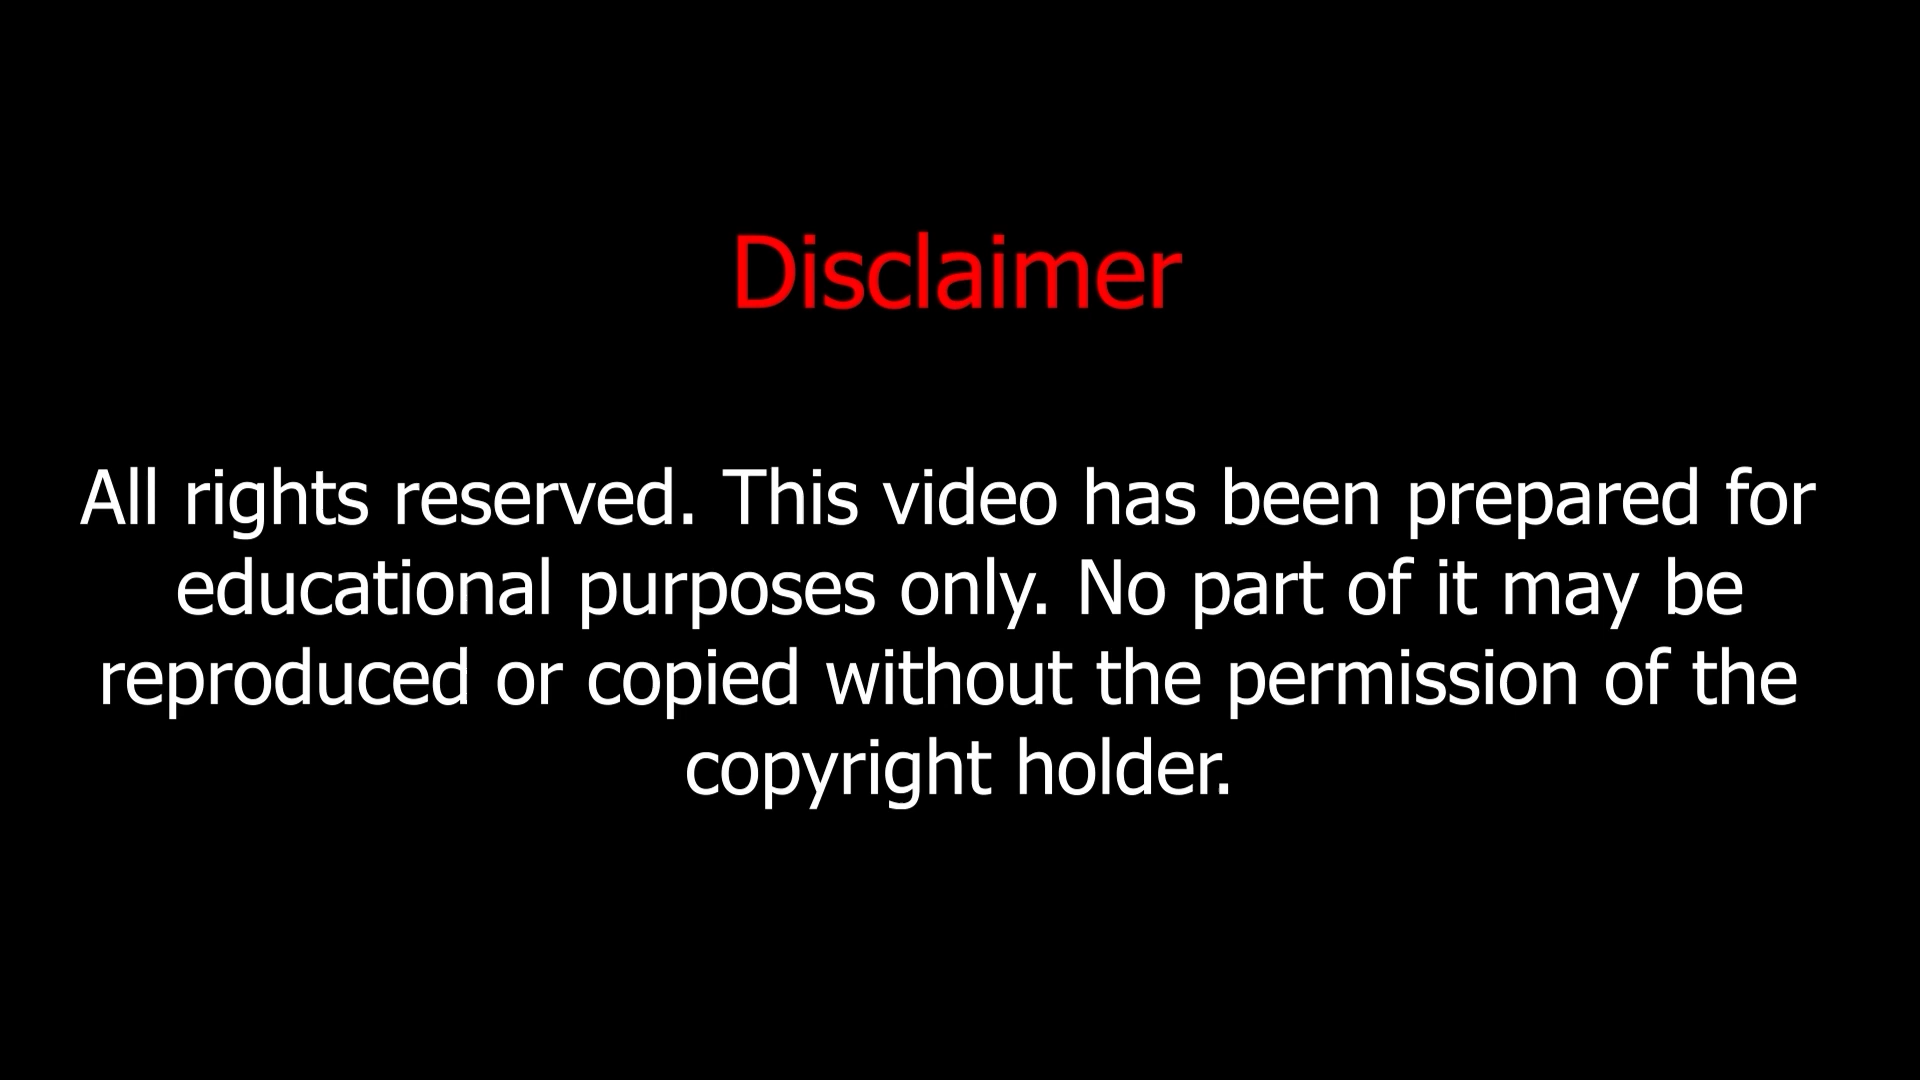 Disclaimer
All rights reserved. This video has been prepared for
educational purposes only. No part of it may be
reproduced or copied without the permission of the
copyright holder.